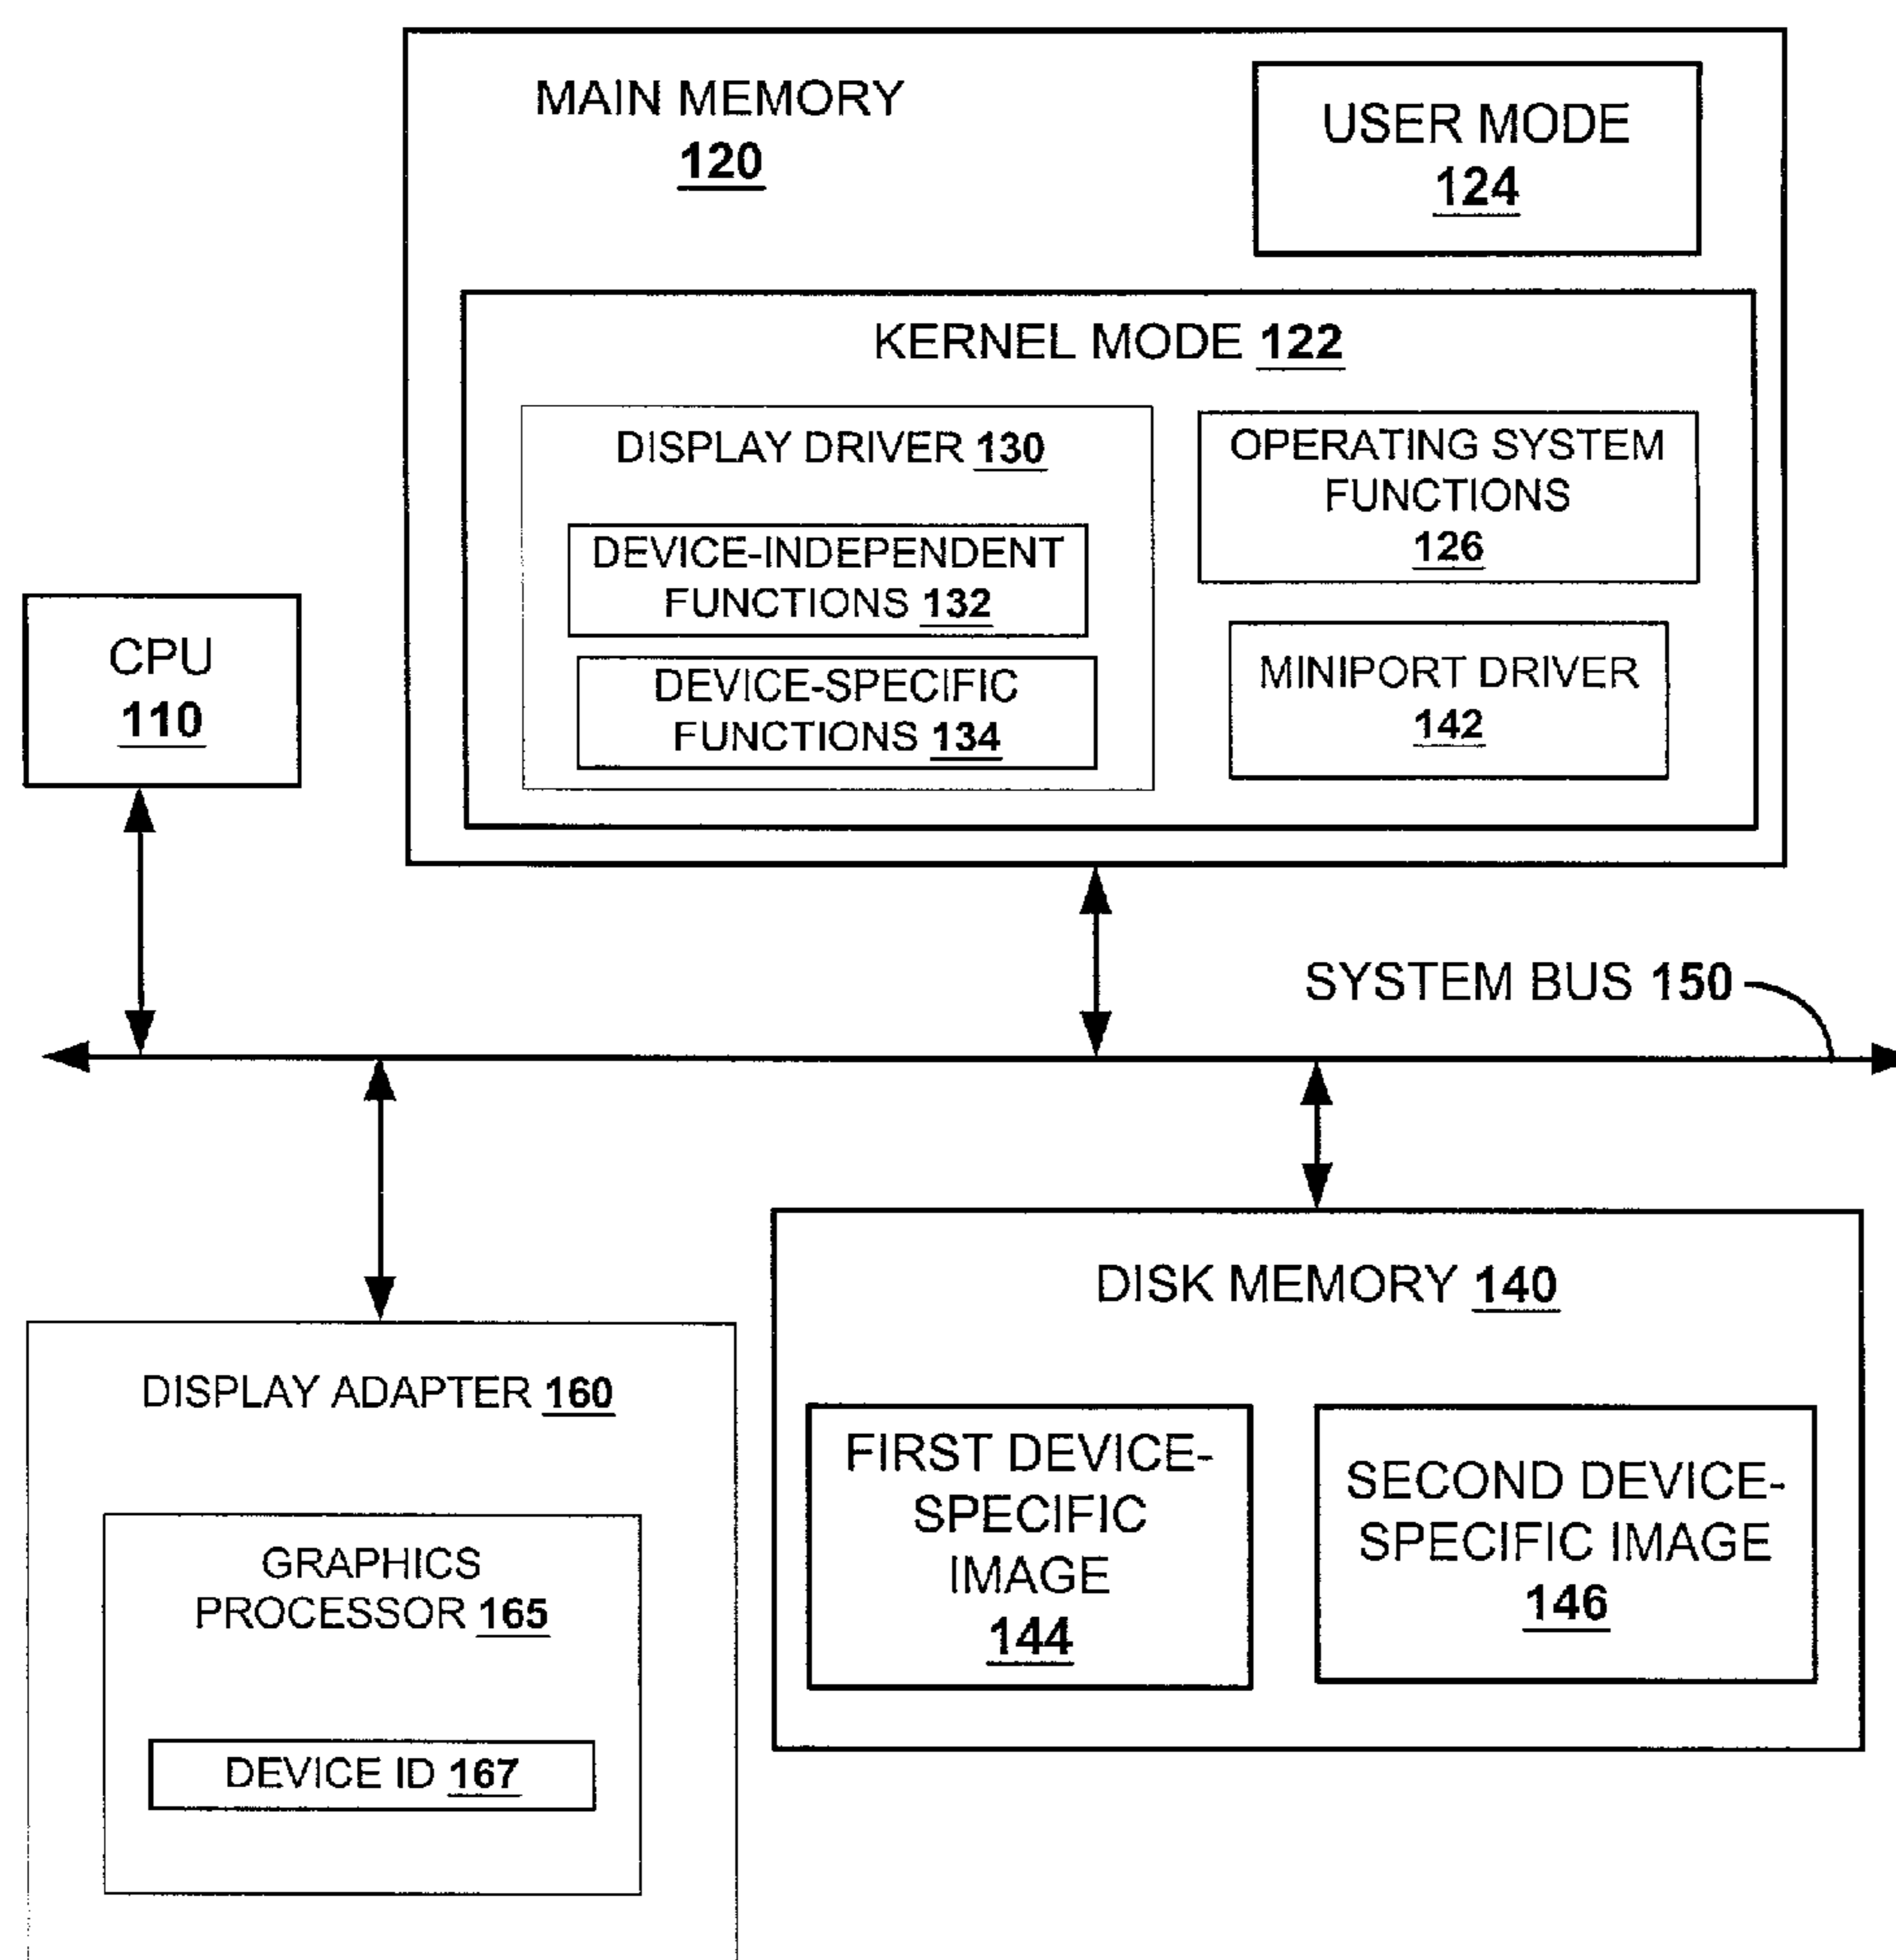 MAIN MEMORY
120
USER MODE
124
KERNEL MODE 122
DISPLAY DRIVER 130
DEVICE-INDEPENDENT
FUNCTIONS 132
DEVICE-SPECIFIC
FUNCTIONS 134
OPERATING SYSTEM
FUNCTIONS
126
MINIPORT DRIVER
142
CPU
110
SYSTEM BUS 150
DISPLAY ADAPTER 160
GRAPHICS
PROCESSOR 165
DEVICE ID 167
DISK MEMORY 140
FIRST DEVICE-
SPECIFIC
IMAGE
144
SECOND DEVICE-
SPECIFIC IMAGE
146